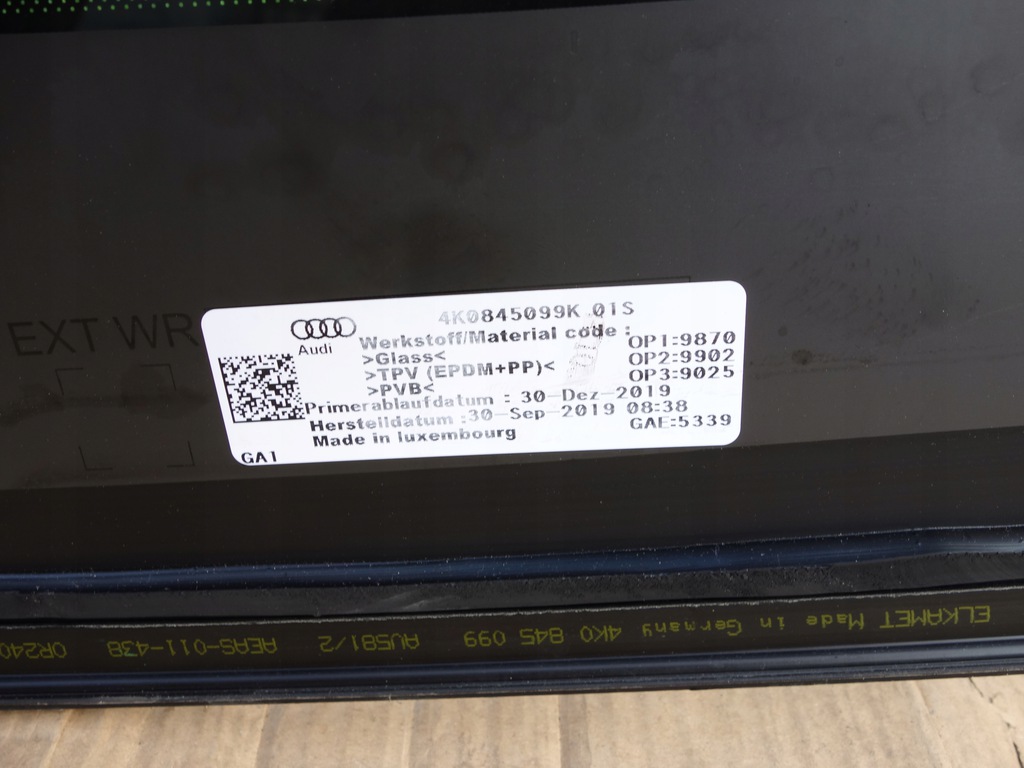 EXT WR
4K0845099K 01S
Audi
Werkstoff/Material code :
>Glass<
>TPV (EPDM+PP)<
>PVB<
OP1:9870
OP2:9902
OP3:9025
Primerablaufdatum : 30-Dez-2019
Herstelldatum :30-Sep-2019 08:38
GAE:5339
Made in luxembourg
GA1
ELKAMET Made in Germany 4K0 845 099 AU581/2 AEAS-011-438 OR240